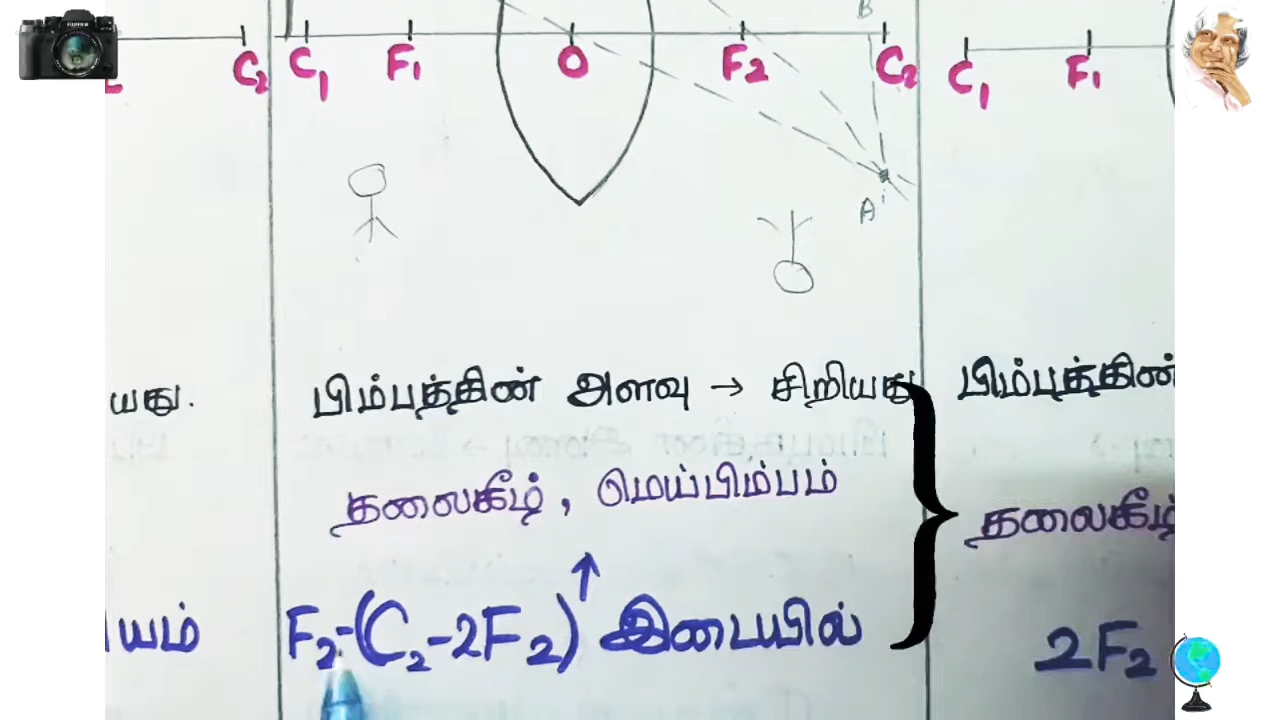 B
C₂ C₁ F₁ O F₂ C₂ C₁ F₁
A'
யது. பிம்பத்தின் அளவு → சிறியது பிம்பத்தின்
தலைகீழ், மெய்பிம்பம் தலைகீழ்
யம் F₂-(C₂-2F₂) இடையில் 2F₂